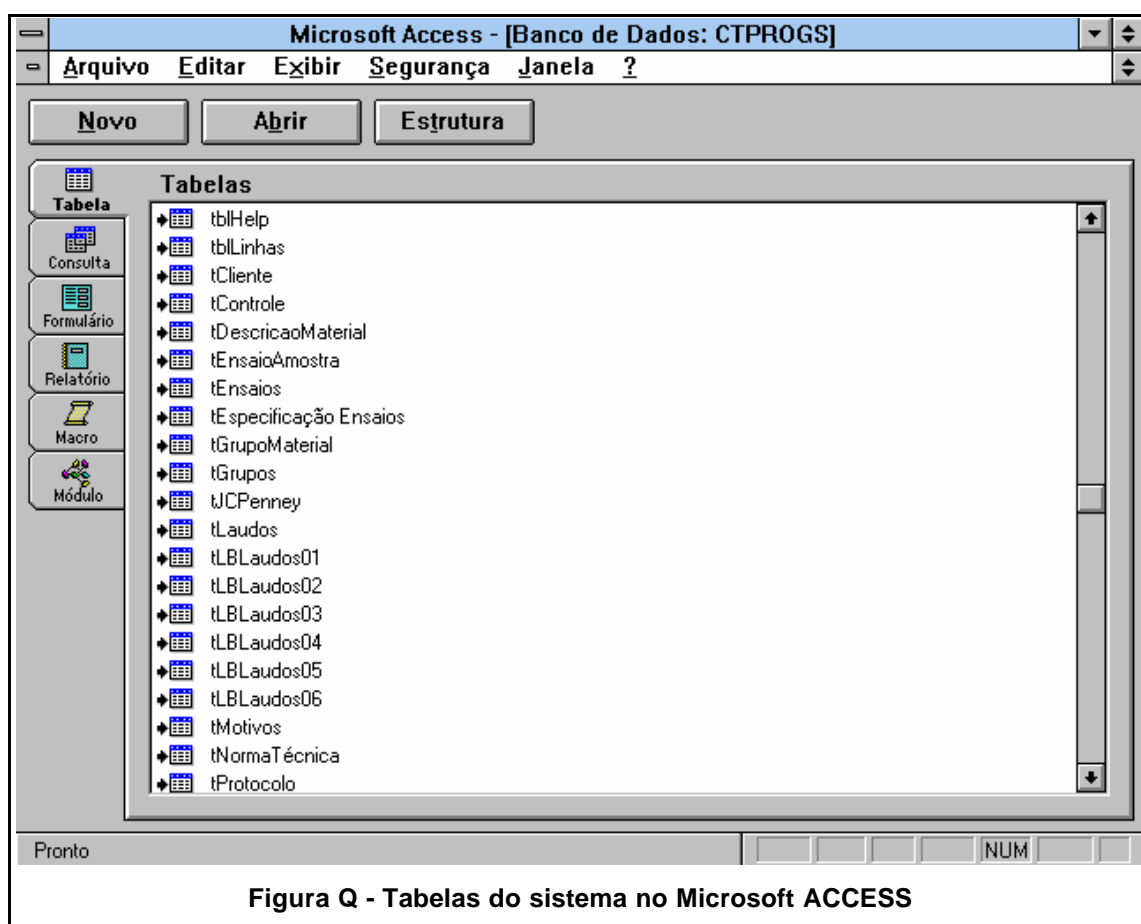 Microsoft Access - [Banco de Dados: CTPROGS]
Arquivo Editar Exibir Segurança Janela ?
Novo Abrir Estrutura
Tabela
Consulta
Formulário
Relatório
Macro
Módulo
Tabelas
tblHelp
tblLinhas
tCliente
tControle
tDescricaoMaterial
tEnsaioAmostra
tEnsaios
tEspecificação Ensaios
tGrupoMaterial
tGrupos
tJCPenney
tLaudos
tLBLaudos01
tLBLaudos02
tLBLaudos03
tLBLaudos04
tLBLaudos05
tLBLaudos06
tMotivos
tNormaTécnica
tProtocolo
Pronto NUM
Figura Q - Tabelas do sistema no Microsoft ACCESS